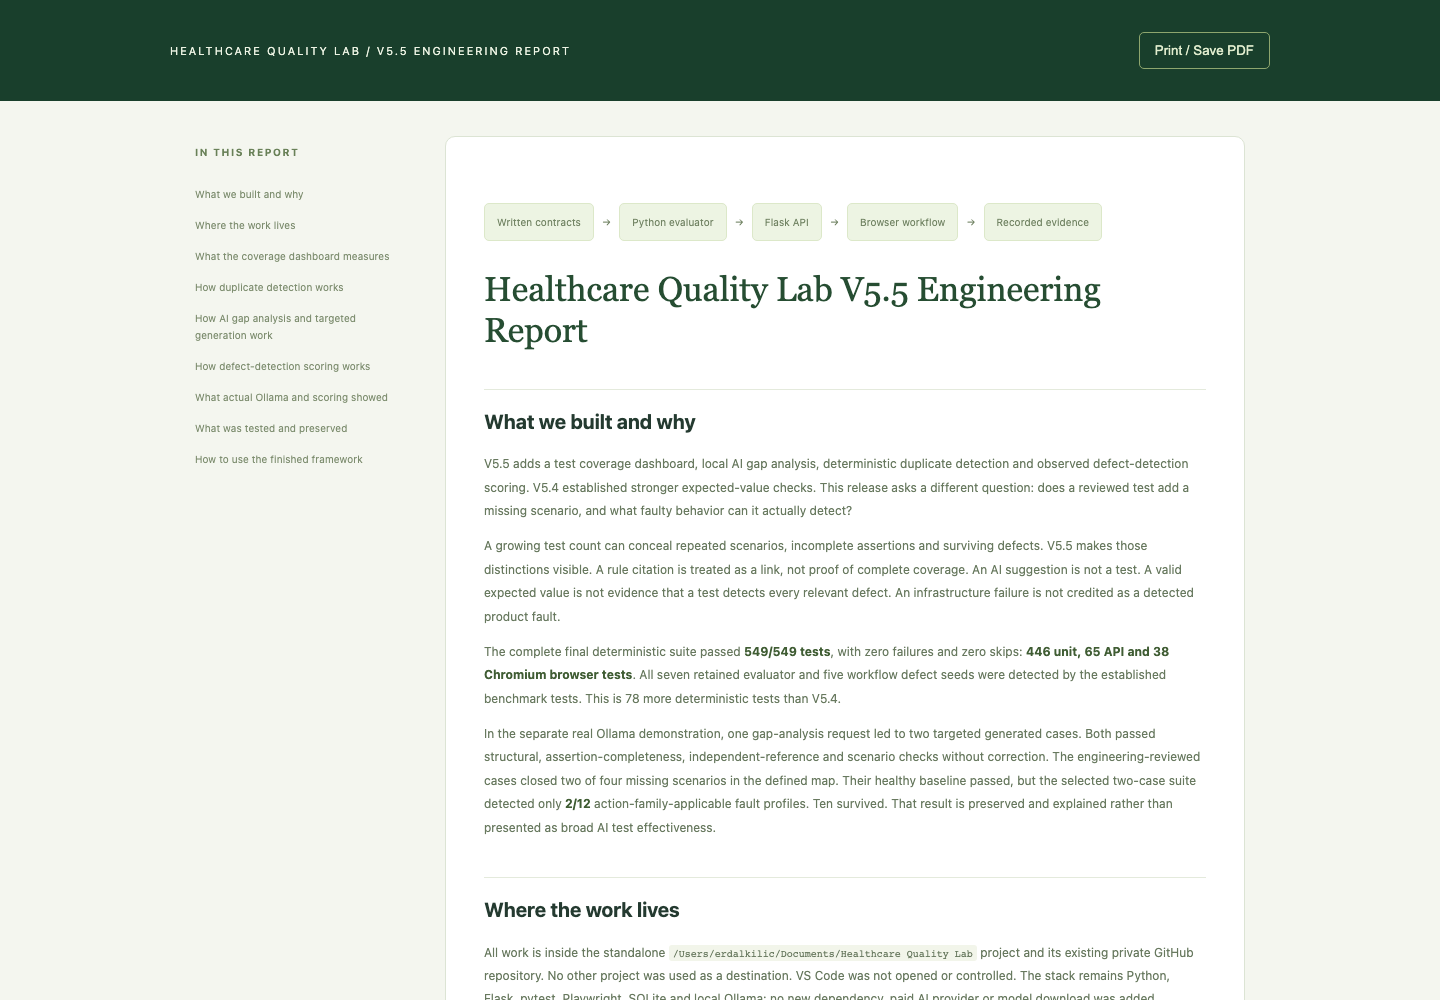 HEALTHCARE QUALITY LAB / V5.5 ENGINEERING REPORT
Print / Save PDF
IN THIS REPORT
What we built and why
Where the work lives
What the coverage dashboard measures
How duplicate detection works
How AI gap analysis and targeted
generation work
How defect-detection scoring works
What actual Ollama and scoring showed
What was tested and preserved
How to use the finished framework
Written contracts → Python evaluator → Flask API → Browser workflow → Recorded evidence
Healthcare Quality Lab V5.5 Engineering
Report
What we built and why
V5.5 adds a test coverage dashboard, local AI gap analysis, deterministic duplicate detection and observed defect-detection
scoring. V5.4 established stronger expected-value checks. This release asks a different question: does a reviewed test add a
missing scenario, and what faulty behavior can it actually detect?
A growing test count can conceal repeated scenarios, incomplete assertions and surviving defects. V5.5 makes those
distinctions visible. A rule citation is treated as a link, not proof of complete coverage. An AI suggestion is not a test. A valid
expected value is not evidence that a test detects every relevant defect. An infrastructure failure is not credited as a detected
product fault.
The complete final deterministic suite passed 549/549 tests, with zero failures and zero skips: 446 unit, 65 API and 38
Chromium browser tests. All seven retained evaluator and five workflow defect seeds were detected by the established
benchmark tests. This is 78 more deterministic tests than V5.4.
In the separate real Ollama demonstration, one gap-analysis request led to two targeted generated cases. Both passed
structural, assertion-completeness, independent-reference and scenario checks without correction. The engineering-reviewed
cases closed two of four missing scenarios in the defined map. Their healthy baseline passed, but the selected two-case suite
detected only 2/12 action-family-applicable fault profiles. Ten survived. That result is preserved and explained rather than
presented as broad AI test effectiveness.
Where the work lives
All work is inside the standalone /Users/erdalkilic/Documents/Healthcare Quality Lab project and its existing private GitHub
repository. No other project was used as a destination. VS Code was not opened or controlled. The stack remains Python,
Flask, pytest, Playwright, SQLite and local Ollama; no new dependency, paid AI provider or model download was added.